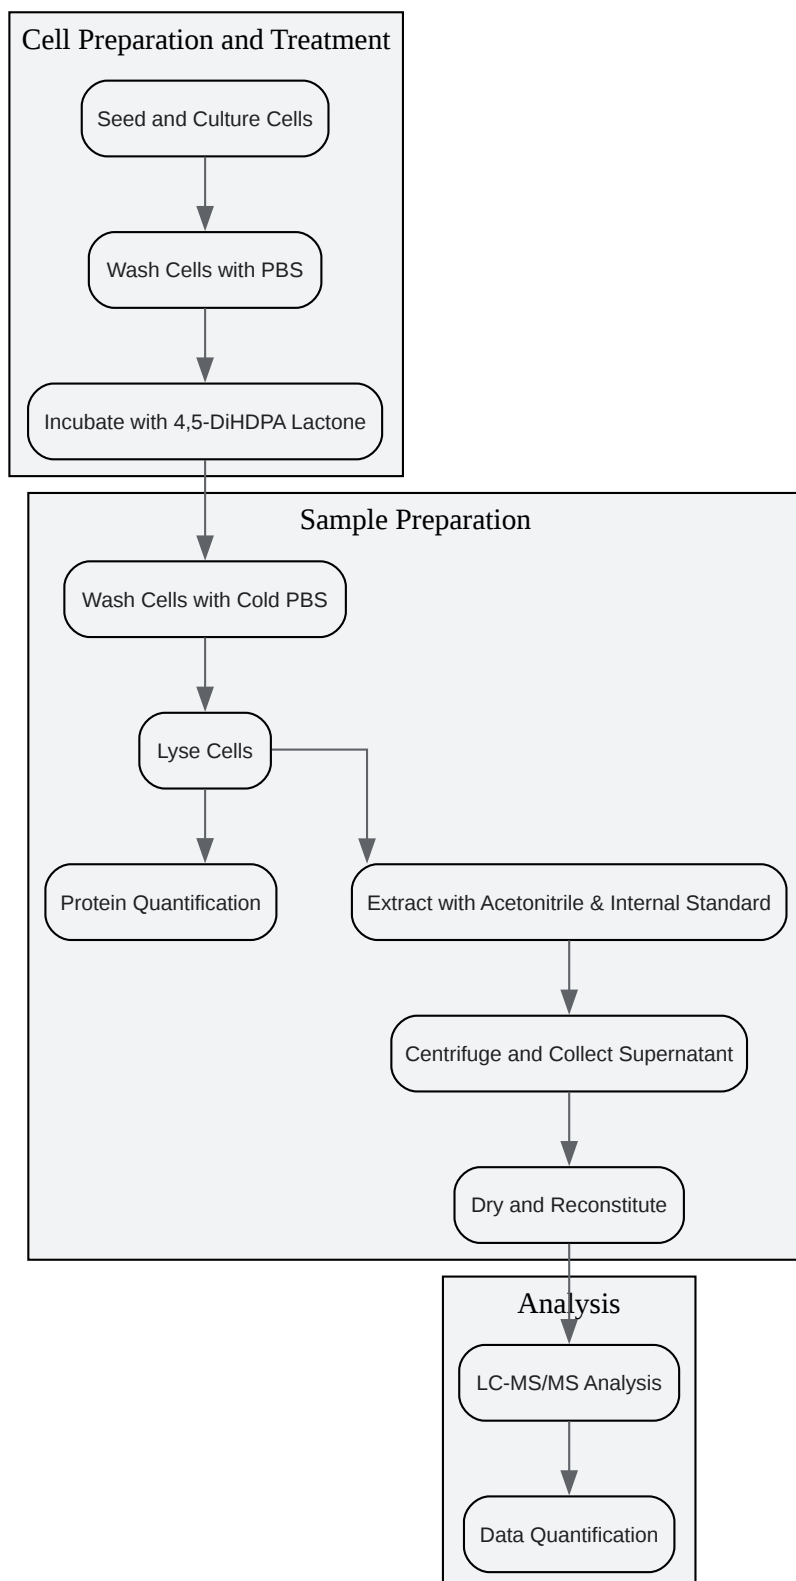 Cell Preparation and Treatment
Seed and Culture Cells
Wash Cells with PBS
Incubate with 4,5-DiHDPA Lactone
Sample Preparation
Wash Cells with Cold PBS
Lyse Cells
Protein Quantification
Extract with Acetonitrile & Internal Standard
Centrifuge and Collect Supernatant
Dry and Reconstitute
Analysis
LC-MS/MS Analysis
Data Quantification